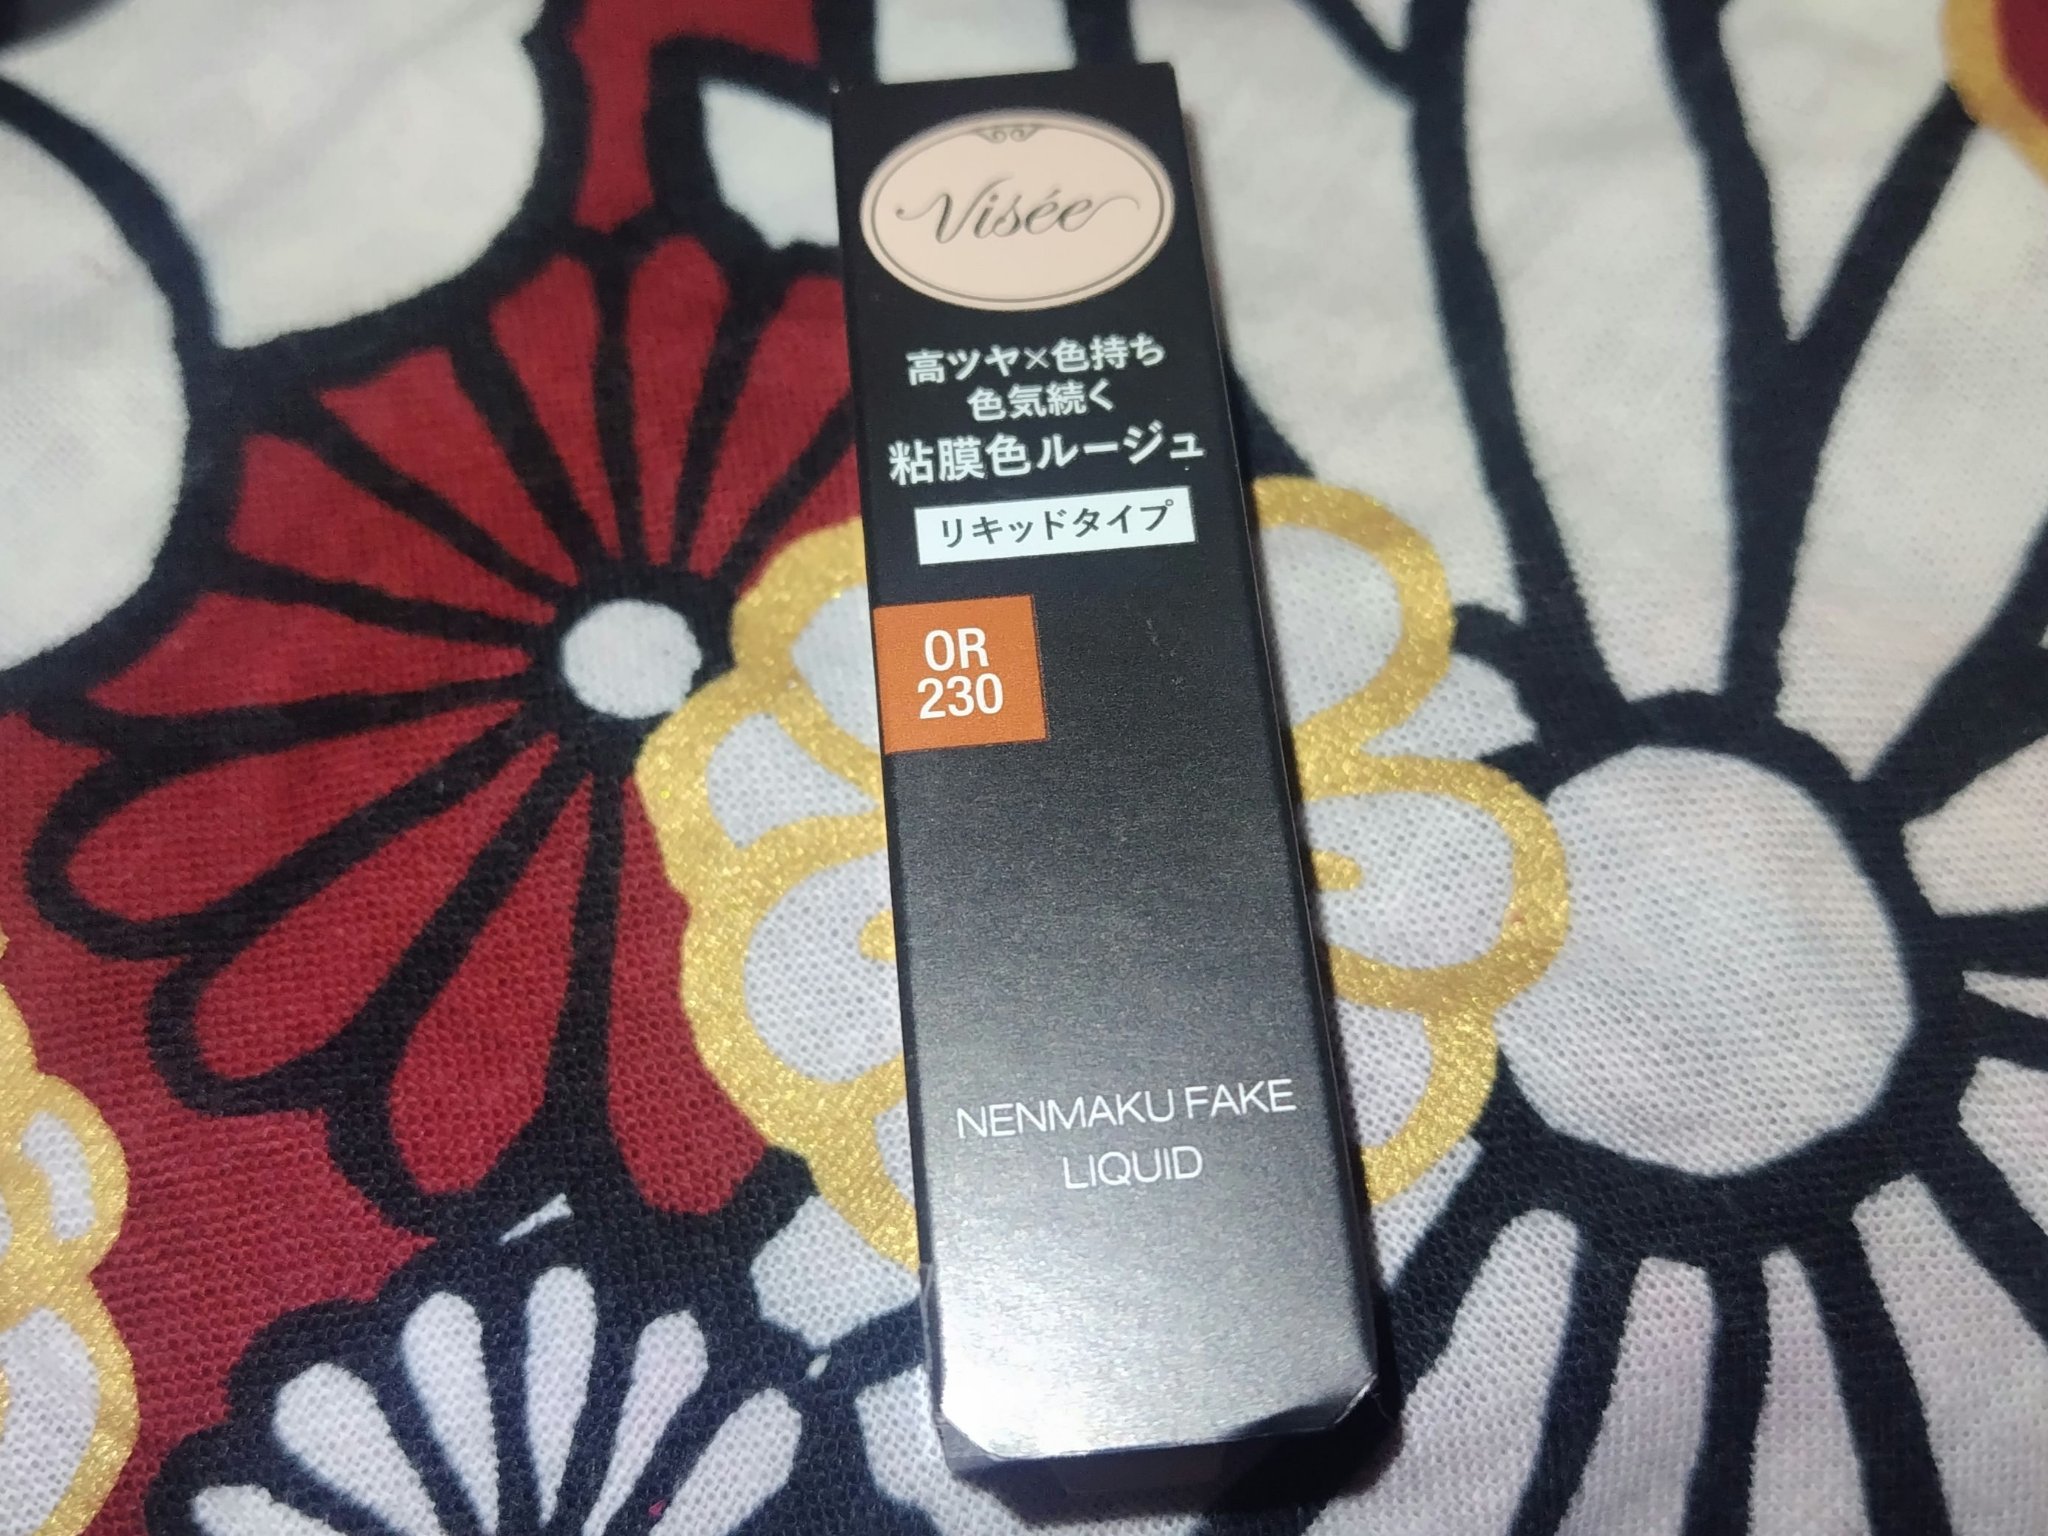 Visée
高ツヤ×色持ち
色気続く
粘膜色ルージュ
リキッドタイプ
OR
230
NENMAKU FAKE
LIQUID